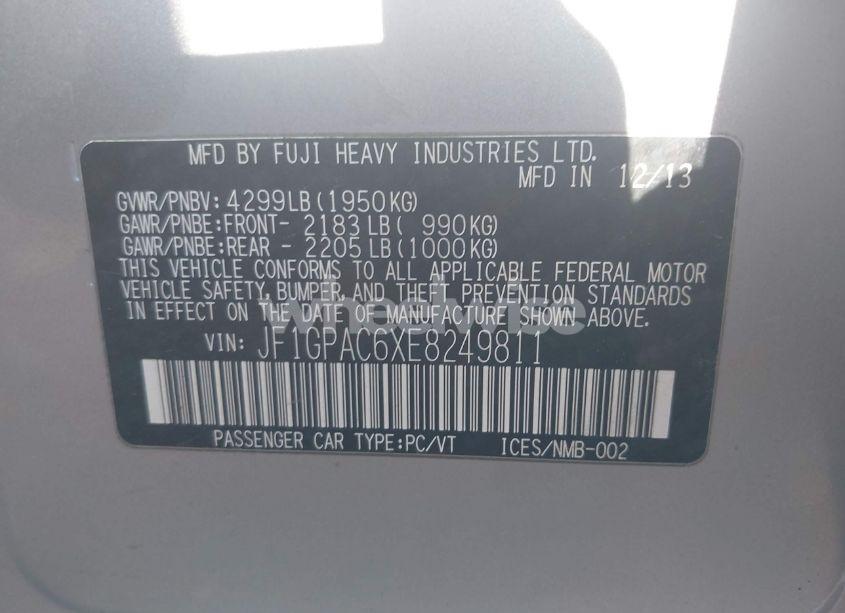 MFD BY FUJI HEAVY INDUSTRIES LTD.
MFD IN 12/13
GVWR/PNBV: 4299LB(1950KG)
GAWR/PNBE:FRONT- 2183LB( 990KG)
GAWR/PNBE:REAR - 2205LB(1000KG)
THIS VEHICLE CONFORMS TO ALL APPLICABLE FEDERAL MOTOR
VEHICLE SAFETY, BUMPER, AND THEFT PREVENTION STANDARDS
IN EFFECT ON THE DATE OF MANUFACTURE SHOWN ABOVE.
wheelwise
VIN: JF1GPAC6XE8249811
PASSENGER CAR TYPE:PC/VT ICES/NMB-002